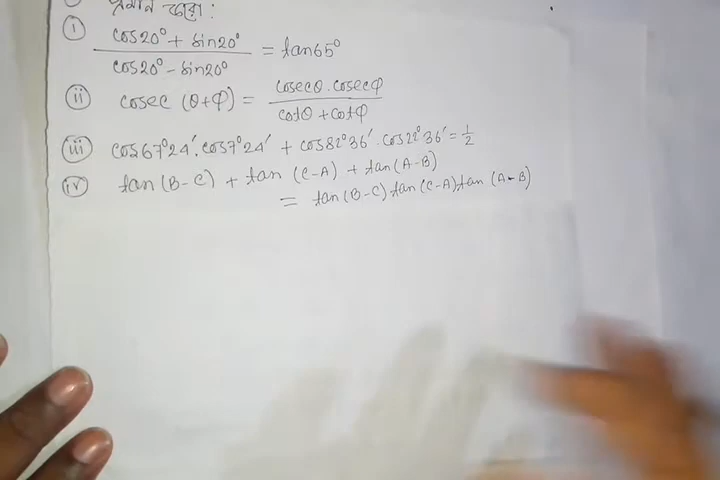 প্রমান করো:
(i) cos20° + sin20° / cos20° - sin20° = tan65°
(ii) cosec (θ+φ) = cosecθ . cosecφ / cotθ + cotφ
(iii) cos67°24′. cos7°24′ + cos82°36′. cos22°36′ = 1/2
(iv) tan (B-C) + tan (C-A) + tan (A-B)
= tan (B-C) tan (C-A) tan (A-B)